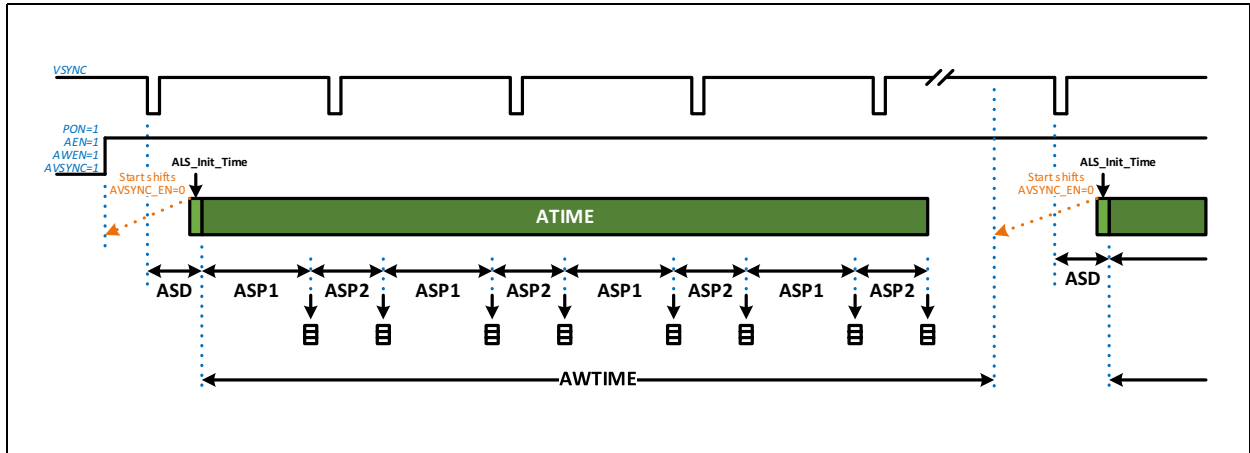 VSYNC
PON=1
AEN=1
AWEN=1
AVSYNC=1
ALS_Init_Time
ALS_Init_Time
Start shifts
AVSYNC_EN=0
Start shifts
AVSYNC_EN=0
ATIME
ASD ASP1 ASP2 ASP1 ASP2 ASP1 ASP2 ASP1 ASP2 ASD
AWTIME